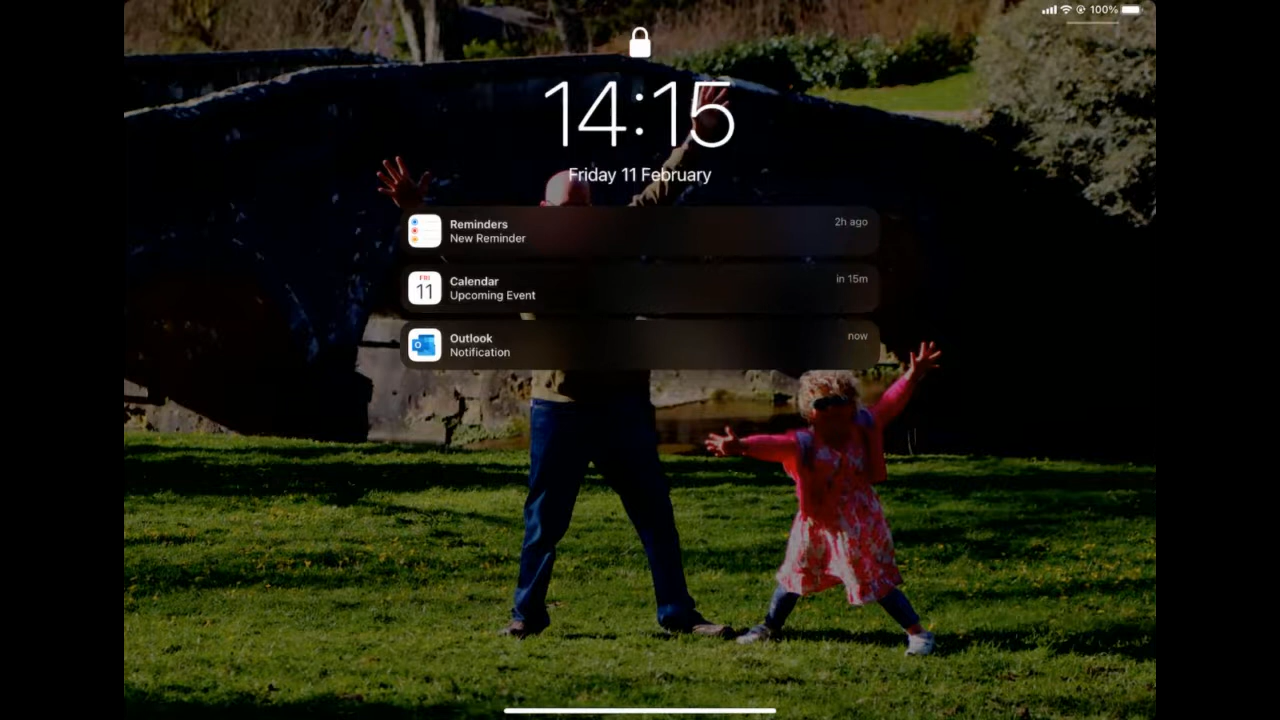 100%
14:15
Friday 11 February
Reminders
2h ago
New Reminder
FRI
11
Calendar
in 15m
Upcoming Event
O
Outlook
now
Notification